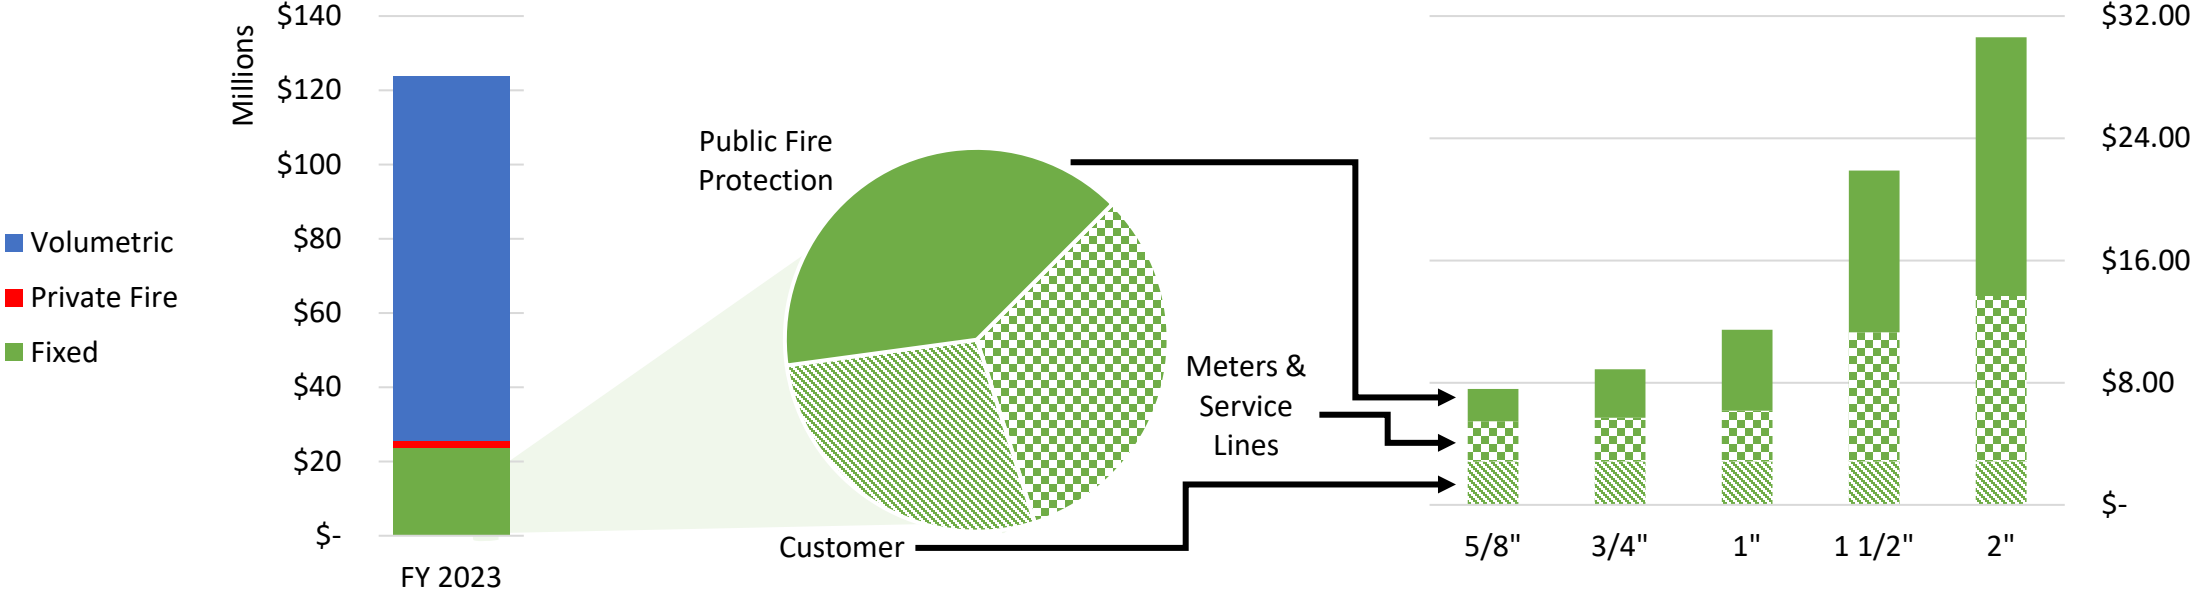 Millions
$140
$120
$100
$80
$60
$40
$20
$-
FY 2023
Volumetric
Private Fire
Fixed
Public Fire
Protection
Meters &
Service
Lines
Customer
$32.00
$24.00
$16.00
$8.00
$-
5/8"
3/4"
1"
1 1/2"
2"